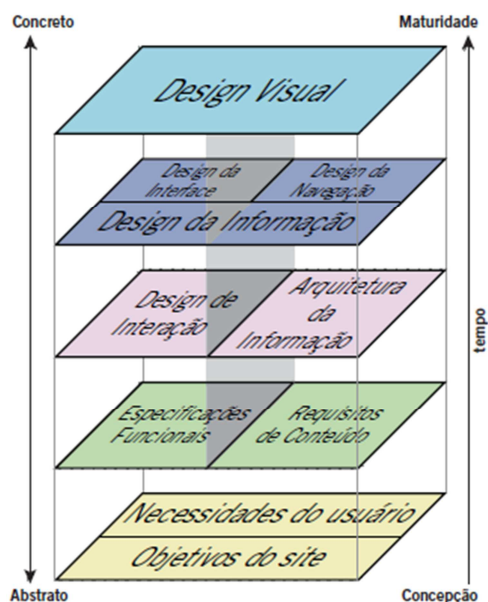 Concreto
Maturidade
Design Visual
Design da
Interface
Design da
Navegação
Design da Informação
Design de
Interação
Arquitetura
da
Informação
tempo
Especificações
Funcionais
Requisitos
de Conteúdo
Necessidades do usuário
Objetivos do site
Abstrato
Concepção